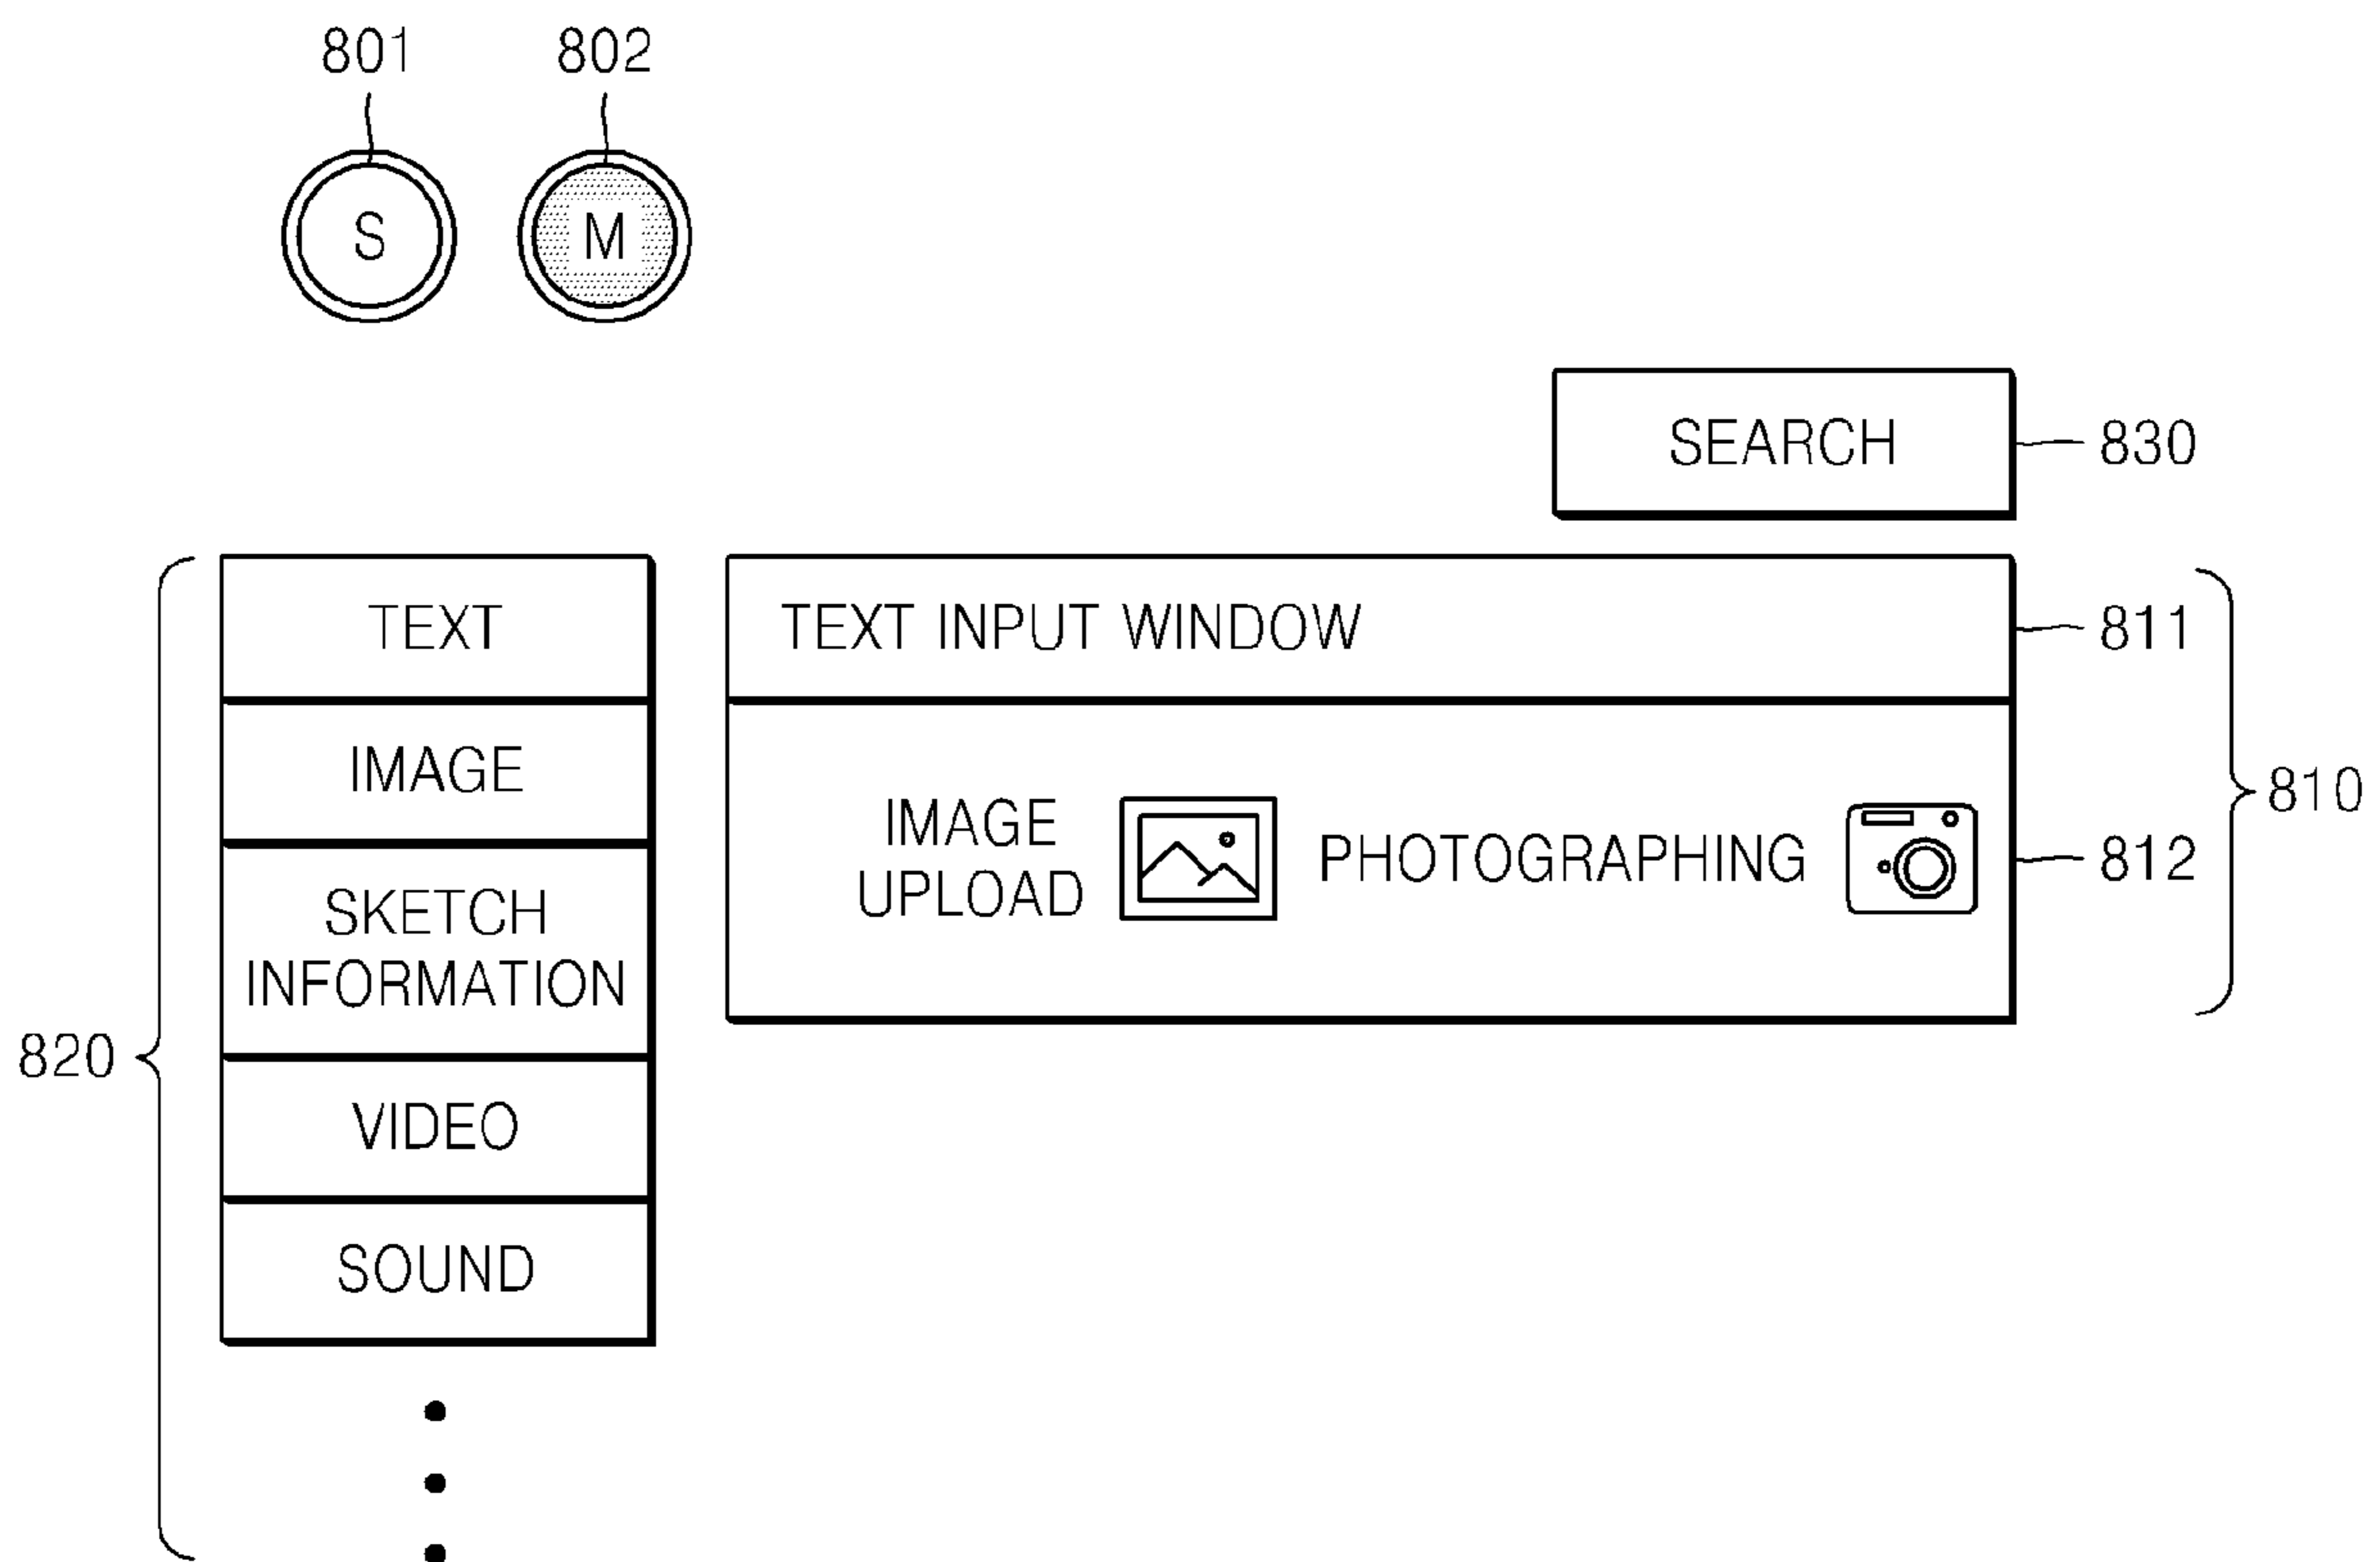 801 802
S M
SEARCH 830
TEXT
IMAGE
SKETCH
INFORMATION
VIDEO
SOUND
820
TEXT INPUT WINDOW 811
IMAGE
UPLOAD
PHOTOGRAPHING
812
810